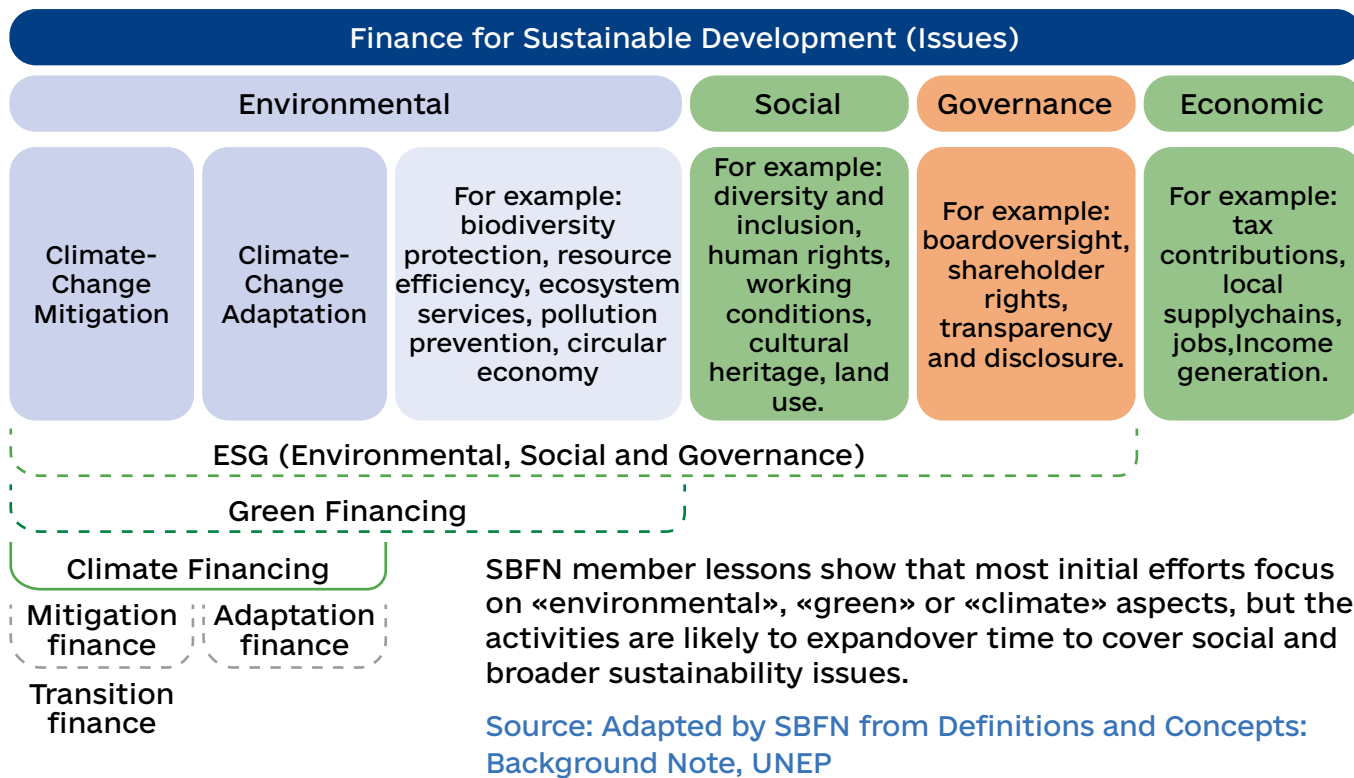 Finance for Sustainable Development (Issues)
Environmental
Social
Governance
Economic
Climate-
Change
Mitigation
Climate-
Change
Adaptation
For example:
biodiversity
protection, resource
efficiency, ecosystem
services, pollution
prevention, circular
economy
For example:
diversity and
inclusion,
human rights,
working
conditions,
cultural
heritage, land
use.
For example:
boardoversight,
shareholder
rights,
transparency
and disclosure.
For example:
tax
contributions,
local
supplychains,
jobs,Income
generation.
ESG (Environmental, Social and Governance)
Green Financing
Climate Financing
Mitigation
finance
Adaptation
finance
Transition
finance
SBFN member lessons show that most initial efforts focus
on «environmental», «green» or «climate» aspects, but the
activities are likely to expandover time to cover social and
broader sustainability issues.
Source: Adapted by SBFN from Definitions and Concepts:
Background Note, UNEP